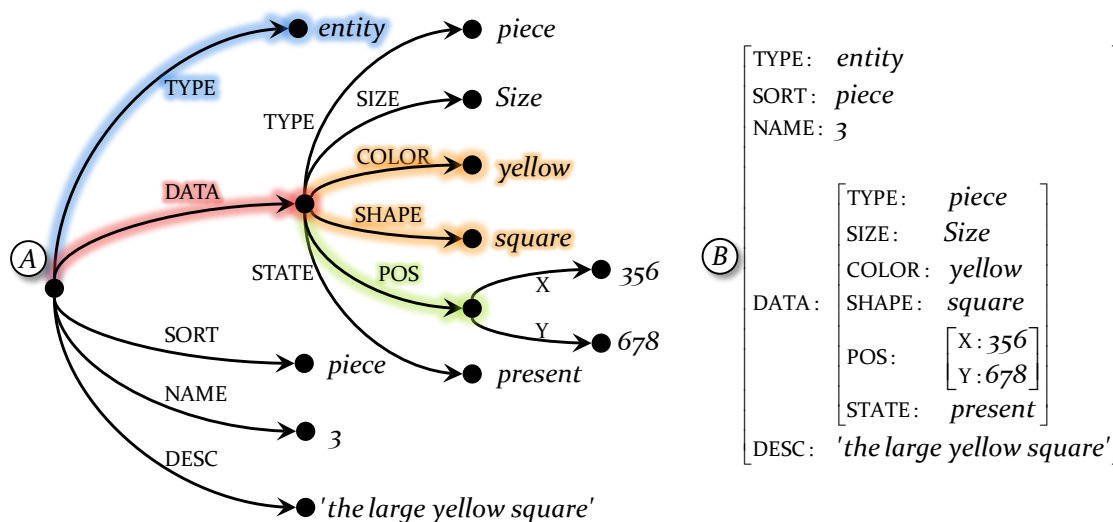 entity
TYPE
piece
SIZE
Size
TYPE
COLOR
yellow
DATA
SHAPE
square
A
STATE
POS
X
356
Y
678
SORT
piece
present
NAME
3
DESC
'the large yellow square'
B
TYPE: entity
SORT: piece
NAME: 3
DATA:
TYPE: piece
SIZE: Size
COLOR: yellow
SHAPE: square
POS:
X: 356
Y: 678
STATE: present
DESC: 'the large yellow square'